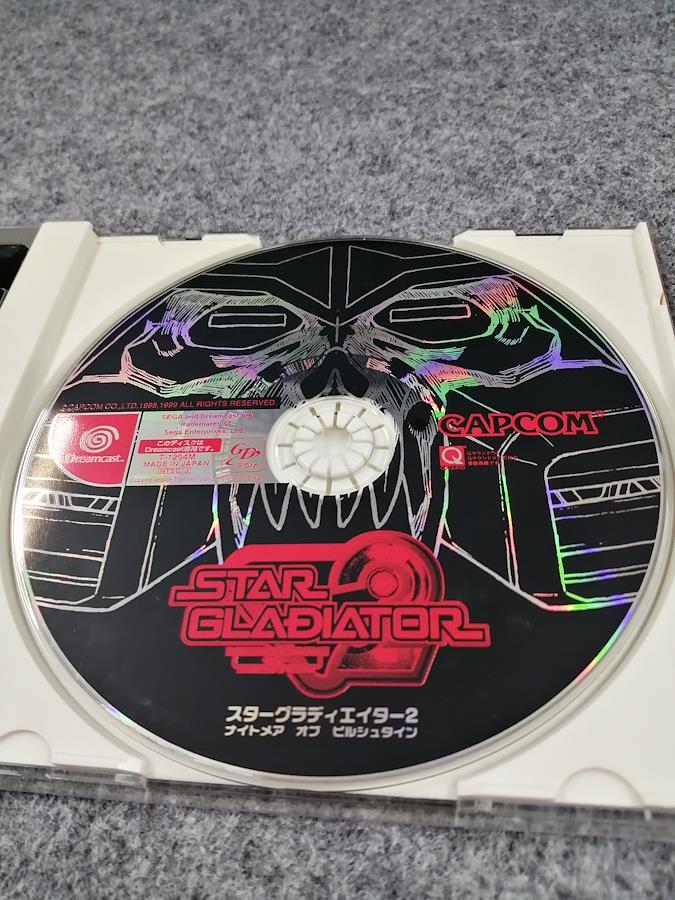 ©CAPCOM CO.,LTD.1998,1999 ALL RIGHTS RESERVED.
SEGA and Dreamcast are
trademarks of
Sega Enterprises, Ltd.
Dreamcast
このディスクは
Dreamcast専用です。
T-1204M
MADE IN JAPAN
NTSC J
GD
ROM
CAPCOM
Q
STAR
GLADIATOR
2
スターグラディエイター2
ナイトメア オブ ビルシュタイン